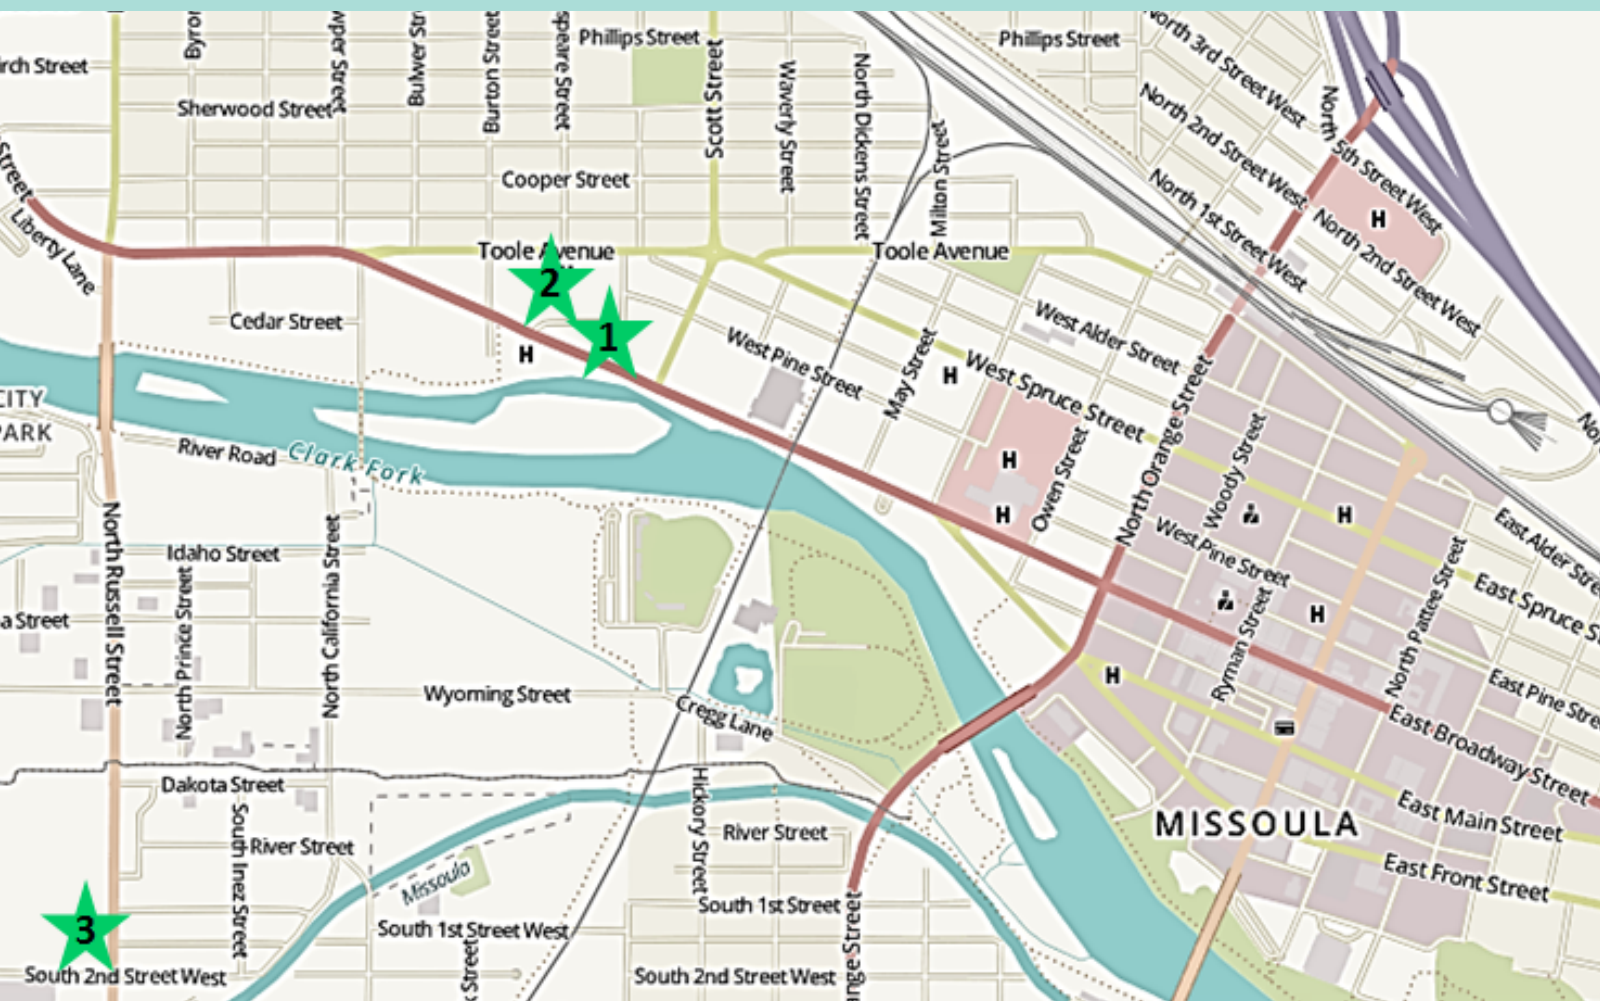 Phillips Street
Phillips Street
North 3rd Street West
Byron
Bulwer Str
Burton Street
Scott Street
Waverly Street
North Dickens Street
Milton Street
North 2nd Street West
North 5th Street West
Sherwood Street
Cooper Street
North 1st Street West
H
North 2nd Street West
Liberty Lane
Toole Avenue
Toole Avenue
2
1
Cedar Street
H
West Pine Street
May Street
West Alder Street
H
West Spruce Street
CITY
PARK
River Road
Clark Fork
H
H
Owen Street
North Orange Street
Woody Street
H
East Alder Stre
North Russell Street
Idaho Street
North California Street
North Prince Street
a Street
West Pine Street
H
Ryman Street
North Pattee Street
East Spruce S
H
Wyoming Street
Cregg Lane
East Pine Stre
East Broadway Street
Dakota Street
South Inez Street
River Street
Hickory Street
River Street
MISSOULA
East Main Street
East Front Street
Missoula
3
South 1st Street West
South 1st Street
ange Street
South 2nd Street West
k Street
South 2nd Street West